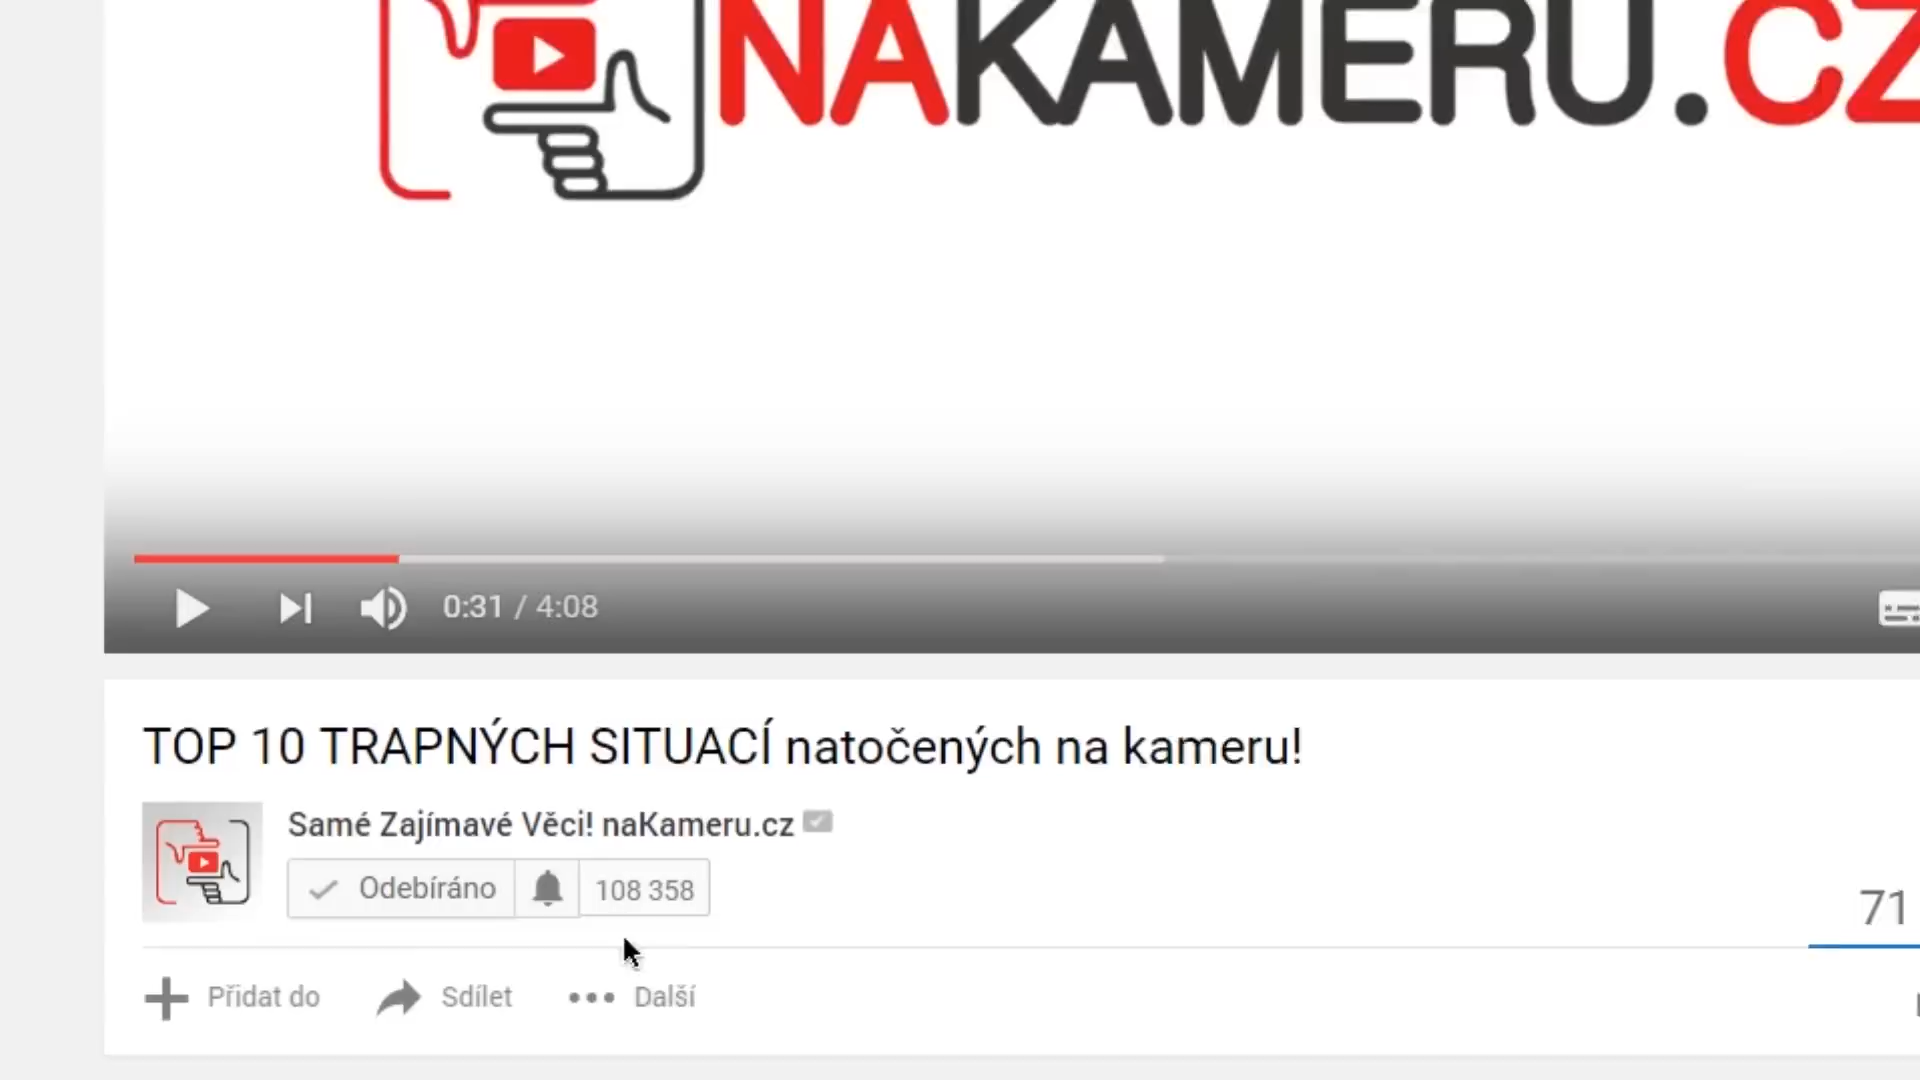 NAKAMERU.CZ
0:31 / 4:08
TOP 10 TRAPNÝCH SITUACÍ natočených na kameru!
Samé Zajímavé Věci! naKameru.cz
Odebíráno 108 358
71
Přidat do Sdílet Další